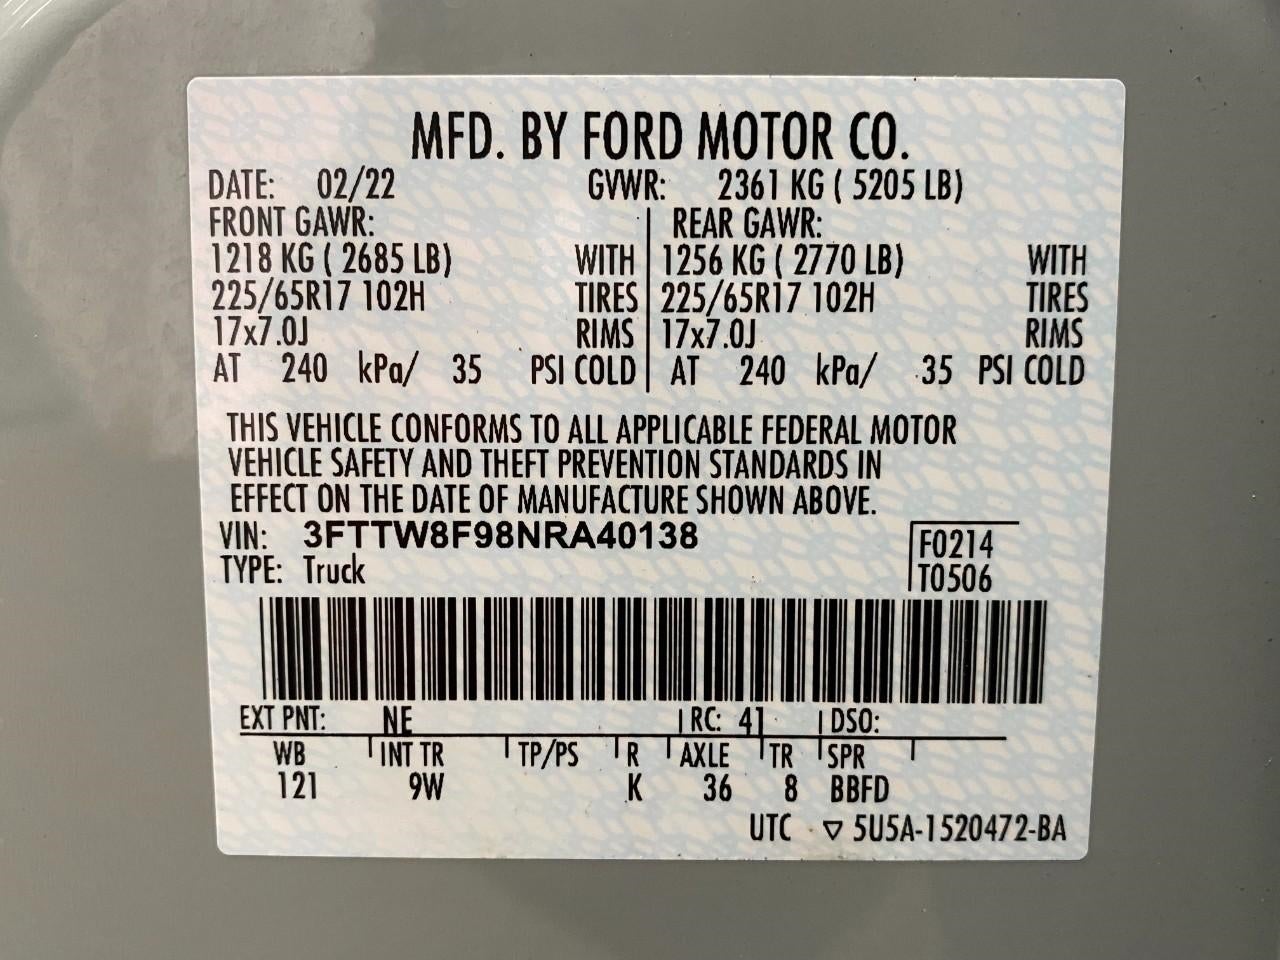 MFD. BY FORD MOTOR CO.
DATE: 02/22 GVWR: 2361 KG ( 5205 LB)
FRONT GAWR: REAR GAWR:
1218 KG ( 2685 LB) WITH 1256 KG ( 2770 LB) WITH
225/65R17 102H TIRES 225/65R17 102H TIRES
17x7.0J RIMS 17x7.0J RIMS
AT 240 kPa/ 35 PSI COLD AT 240 kPa/ 35 PSI COLD
THIS VEHICLE CONFORMS TO ALL APPLICABLE FEDERAL MOTOR
VEHICLE SAFETY AND THEFT PREVENTION STANDARDS IN
EFFECT ON THE DATE OF MANUFACTURE SHOWN ABOVE.
VIN: 3FTTW8F98NRA40138
F0214
TYPE: Truck
T0506
EXT PNT: NE RC: 41 DSO:
WB INT TR TP/PS R AXLE TR SPR
121 9W K 36 8 BBFD
UTC ▽ 5U5A-1520472-BA